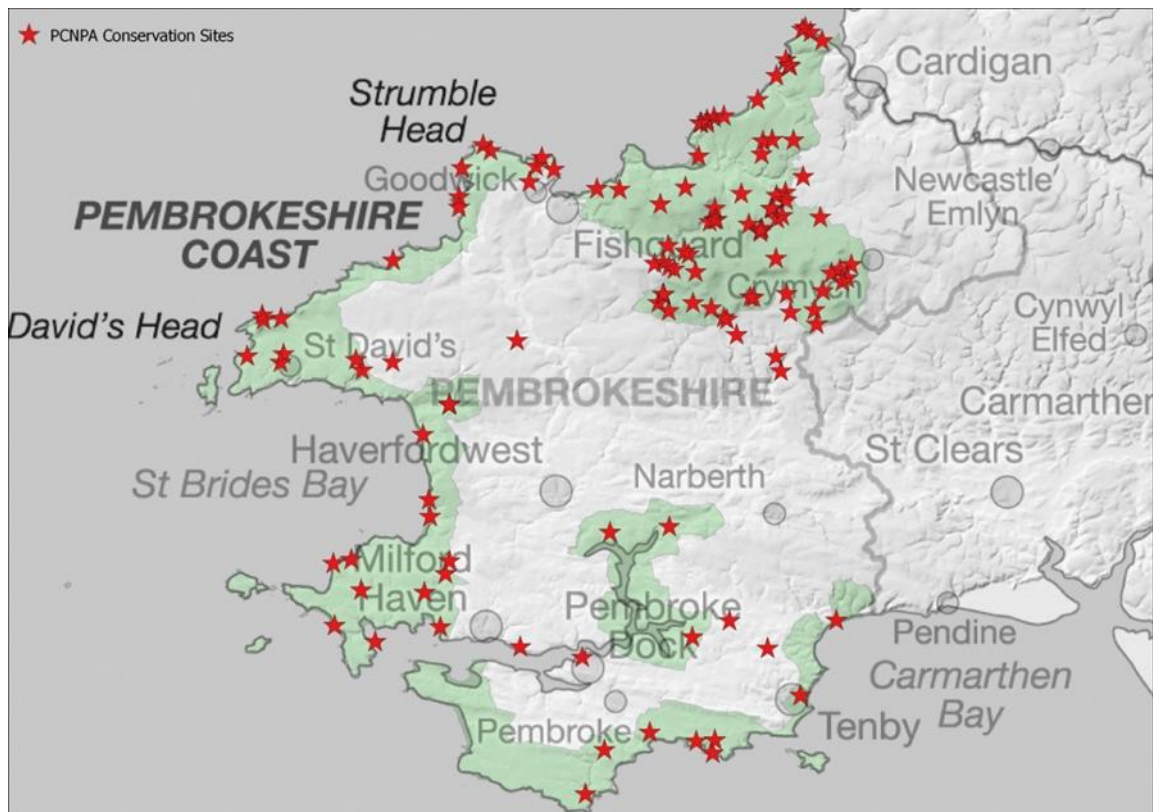 PCNPA Conservation Sites
Cardigan
Strumble
Head
Goodwick
Newcastle
Emlyn
PEMBROKESHIRE
COAST
Fishguard
Crymych
David's Head
St David's
Cynwyl
Elfed
PEMBROKESHIRE
Carmarthen
Haverfordwest
St Clears
St Brides Bay
Narberth
Milford
Haven
Pembroke
Dock
Pendine
Carmarthen
Bay
Pembroke
Tenby